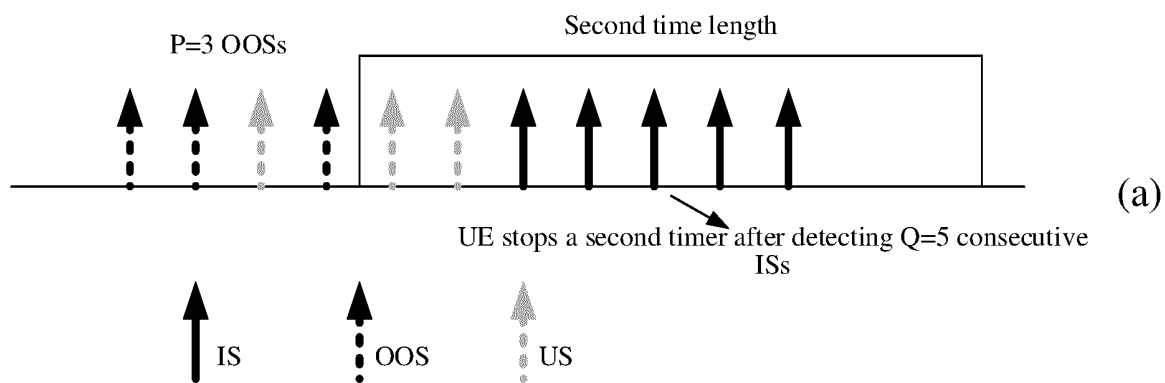 Second time length
P=3 OOSs
(a)
UE stops a second timer after detecting Q=5 consecutive
ISs
IS
OOS
US